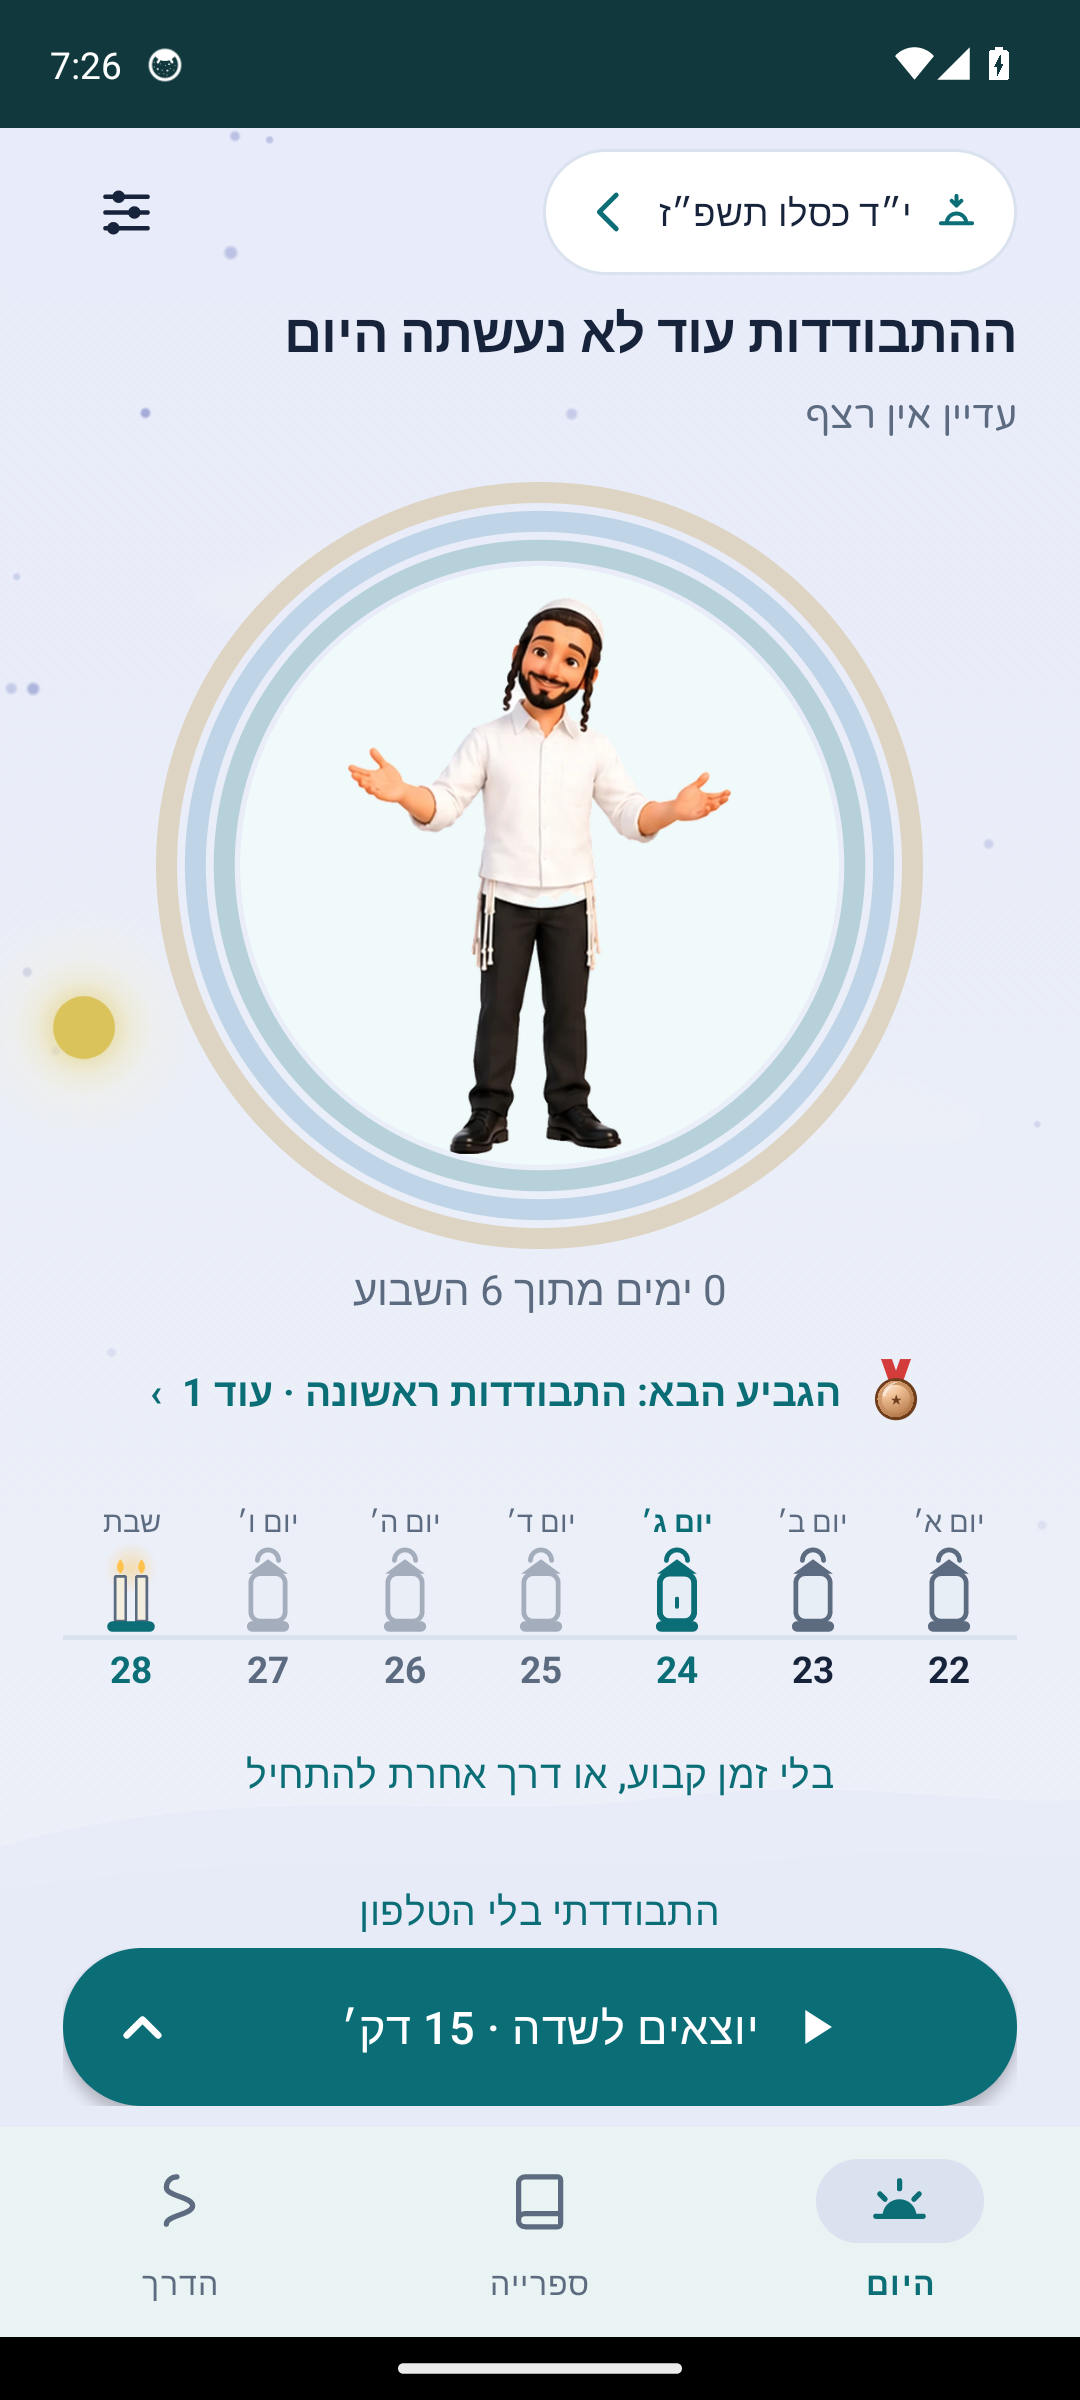 7:26
י״ד כסלו תשפ״ז
ההתבודדות עוד לא נעשתה היום
עדיין אין רצף
0 ימים מתוך 6 השבוע
הגביע הבא: התבודדות ראשונה · עוד 1 ›
יום א׳ יום ב׳ יום ג׳ יום ד׳ יום ה׳ יום ו׳ שבת
22 23 24 25 26 27 28
בלי זמן קבוע, או דרך אחרת להתחיל
התבודדתי בלי הטלפון
יוצאים לשדה · 15 דק׳
היום ספרייה הדרך